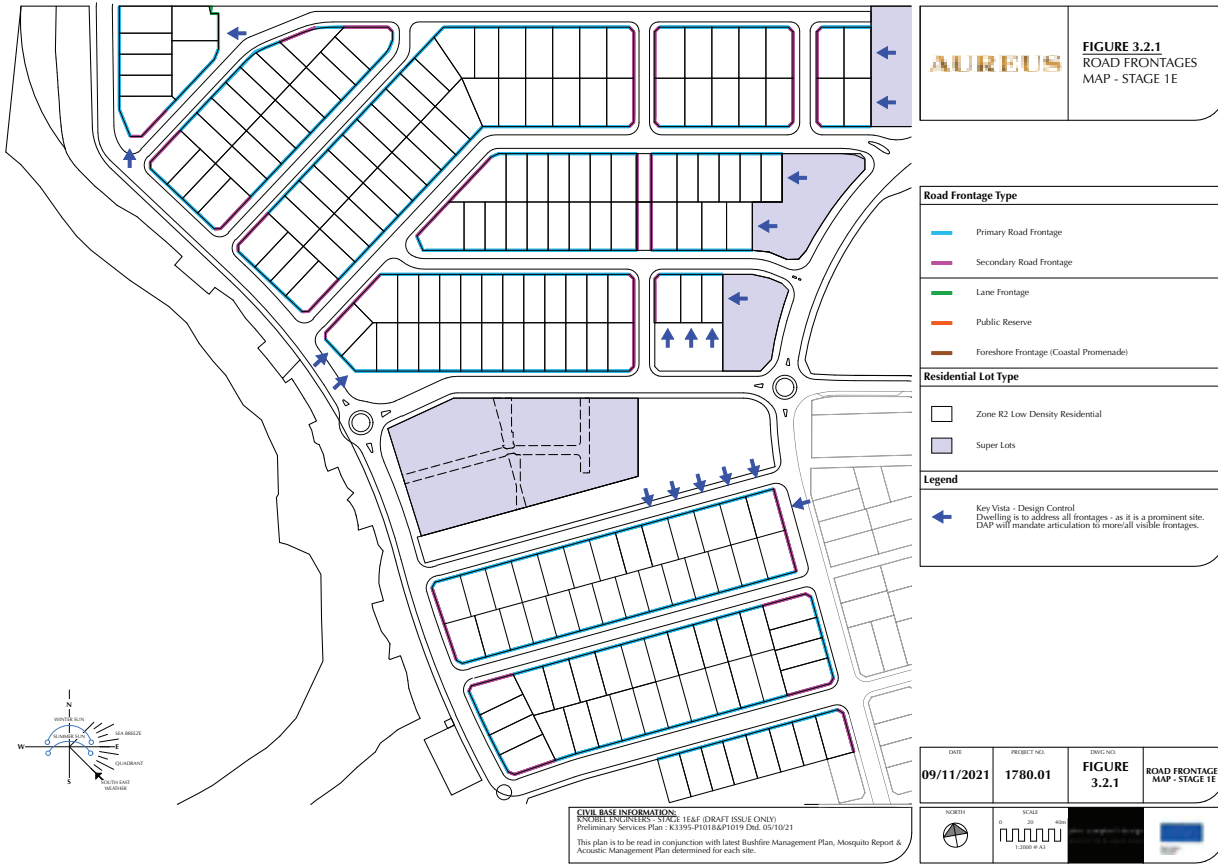 AUREUS
FIGURE 3.2.1
ROAD FRONTAGES
MAP - STAGE 1E
Road Frontage Type
Primary Road Frontage
Secondary Road Frontage
Lane Frontage
Public Reserve
Foreshore Frontage (Coastal Promenade)
Residential Lot Type
Zone R2 Low Density Residential
Super Lots
Legend
Key Vista - Design Control
Dwelling is to address all frontages - as it is a prominent site.
DAP will mandate articulation to more/all visible frontages.
N
WINTER SUN
SUMMER SUN
SEA BREEZE
W
E
QUADRANT
S
SOUTH EAST
WEATHER
DATE
PROJECT NO.
DWG NO.
09/11/2021
1780.01
FIGURE
3.2.1
ROAD FRONTAGE
MAP - STAGE 1E
CIVIL BASE INFORMATION:
KNOBEL ENGINEERS - STAGE 1E&F (DRAFT ISSUE ONLY)
Preliminary Services Plan : K3395-P1018&P1019 Dtd. 05/10/21
This plan is to be read in conjunction with latest Bushfire Management Plan, Mosquito Report &
Acoustic Management Plan determined for each site.
NORTH
SCALE
0 20 40m
1:2000 @ A3